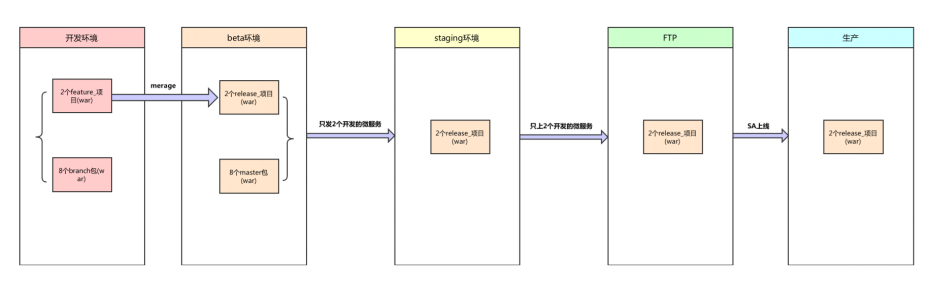 开发环境
beta环境
staging环境
FTP
生产
2个feature_项
目(war)
merage
2个release_项目
(war)
只发2个开发的微服务
2个release_项目
(war)
只上2个开发的微服务
2个release_项目
(war)
SA上线
2个release_项目
(war)
8个branch包(w
ar)
8个master包
(war)